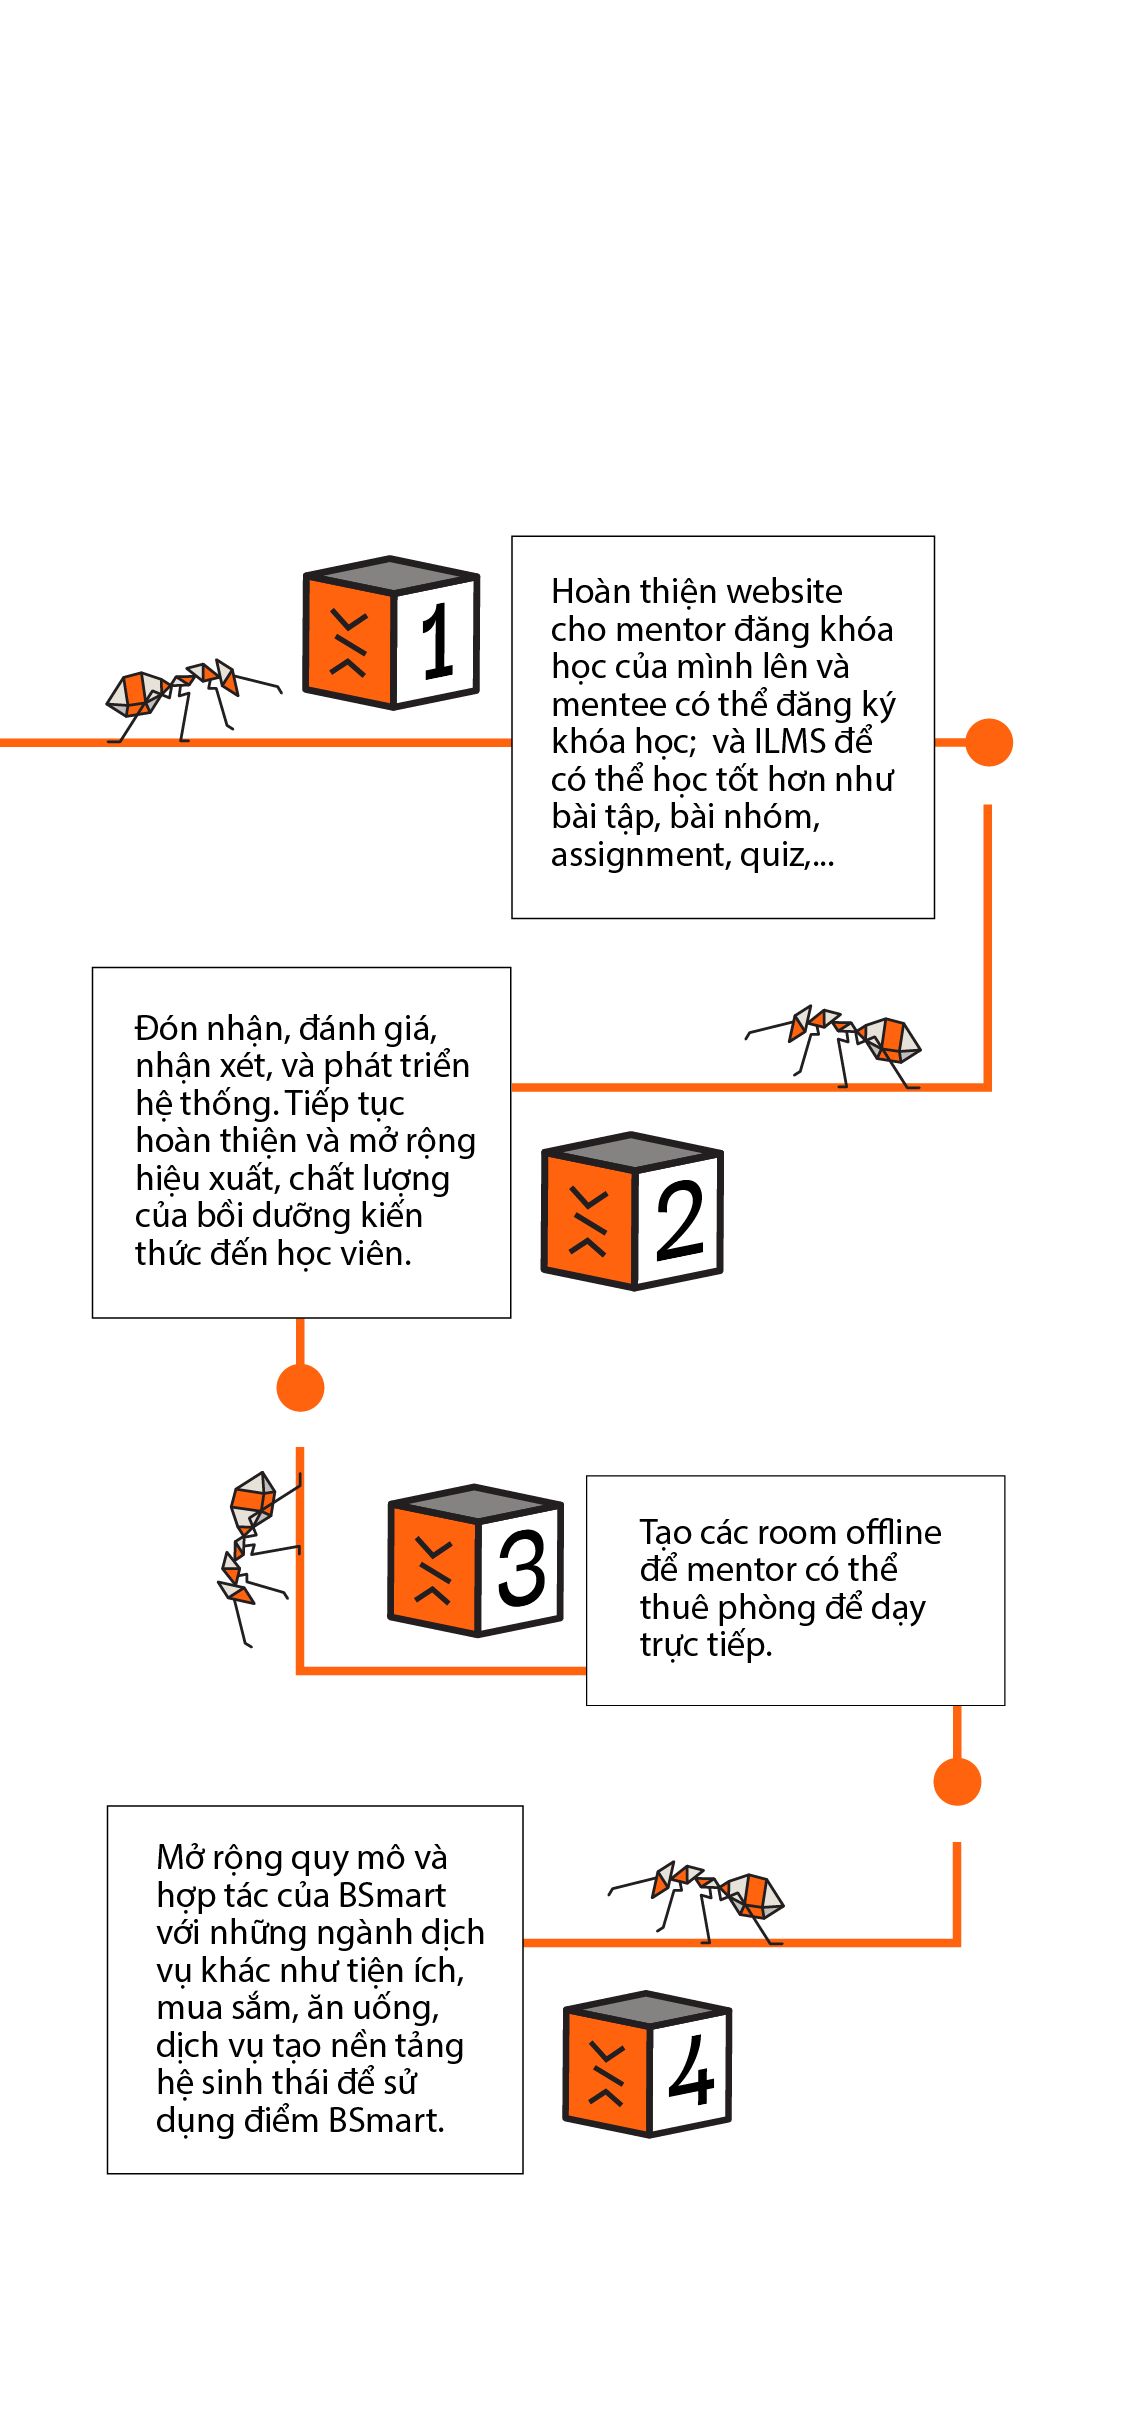 1
Hoàn thiện website
cho mentor đăng khóa
học của mình lên và
mentee có thể đăng ký
khóa học;  và ILMS để
có thể học tốt hơn như
bài tập, bài nhóm,
assignment, quiz,...
Đón nhận, đánh giá,
nhận xét, và phát triển
hệ thống. Tiếp tục
hoàn thiện và mở rộng
hiệu xuất, chất lượng
của bồi dưỡng kiến
thức đến học viên.
2
3
Tạo các room offline
để mentor có thể
thuê phòng để dạy
trực tiếp.
Mở rộng quy mô và
hợp tác của BSmart
với những ngành dịch
vụ khác như tiện ích,
mua sắm, ăn uống,
dịch vụ tạo nền tảng
hệ sinh thái để sử
dụng điểm BSmart.
4